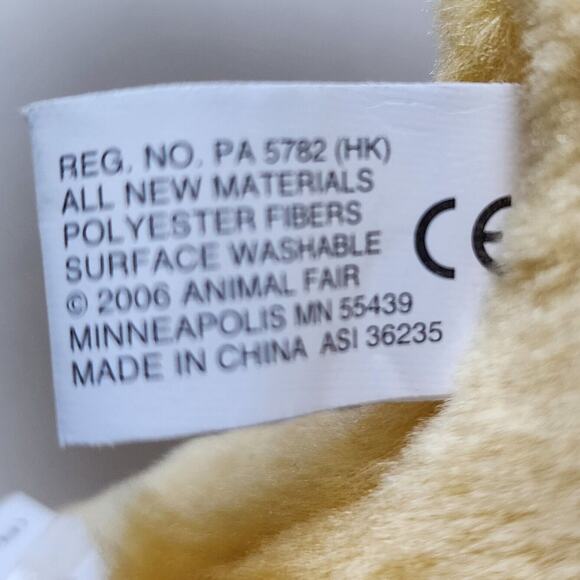 REG. NO. PA 5782 (HK)
ALL NEW MATERIALS
POLYESTER FIBERS
SURFACE WASHABLE
© 2006 ANIMAL FAIR
MINNEAPOLIS MN 55439
MADE IN CHINA ASI 36235
CE